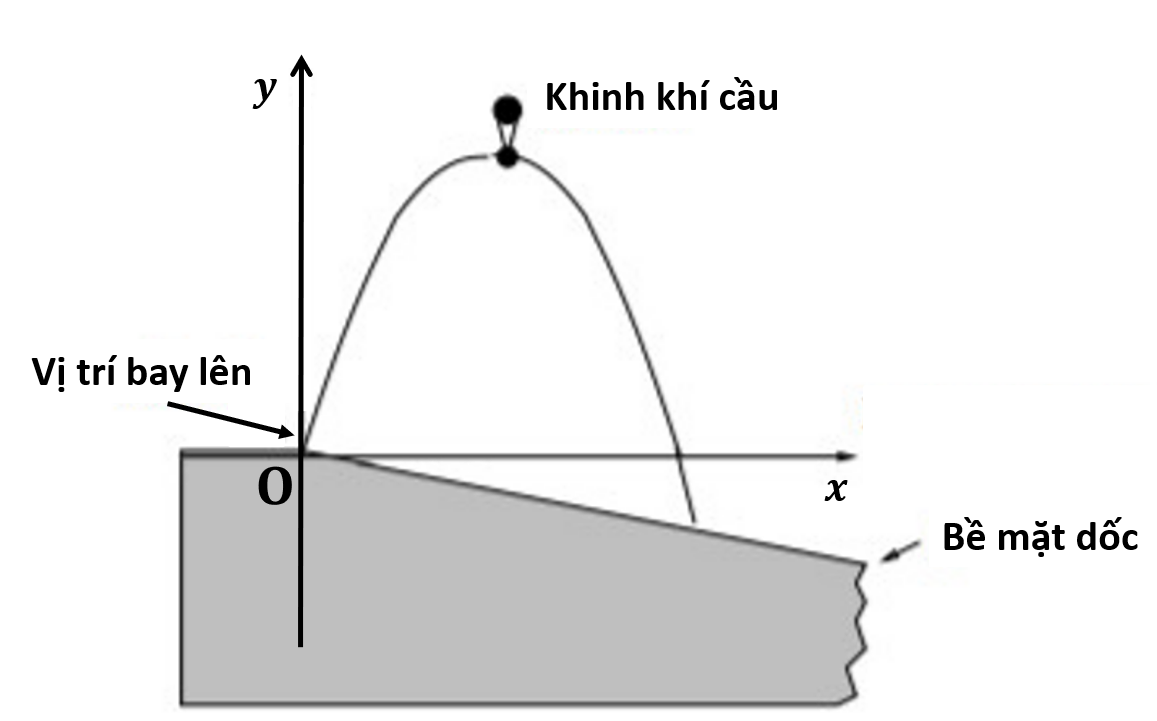 y
Khinh khí cầu
Vị trí bay lên
O
x
Bề mặt dốc